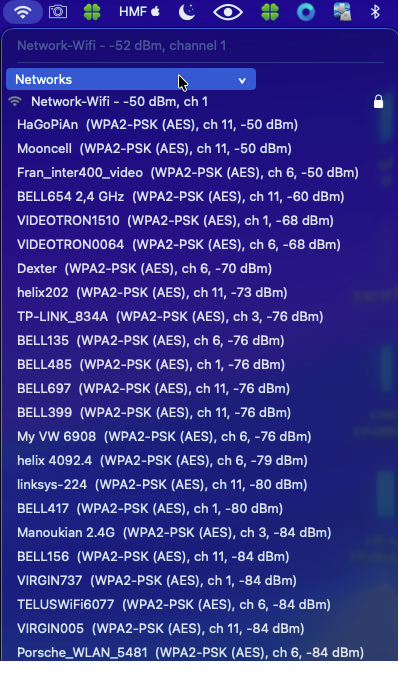 HMF
Network-Wifi - -52 dBm, channel 1
Networks
Network-Wifi - -50 dBm, ch 1
HaGoPiAn (WPA2-PSK (AES), ch 11, -50 dBm)
Mooncell (WPA2-PSK (AES), ch 11, -50 dBm)
Fran_inter400_video (WPA2-PSK (AES), ch 6, -50 dBm)
BELL654 2,4 GHz (WPA2-PSK (AES), ch 11, -60 dBm)
VIDEOTRON1510 (WPA2-PSK (AES), ch 1, -68 dBm)
VIDEOTRON0064 (WPA2-PSK (AES), ch 6, -68 dBm)
Dexter (WPA2-PSK (AES), ch 6, -70 dBm)
helix202 (WPA2-PSK (AES), ch 11, -73 dBm)
TP-LINK_834A (WPA2-PSK (AES), ch 3, -76 dBm)
BELL135 (WPA2-PSK (AES), ch 6, -76 dBm)
BELL485 (WPA2-PSK (AES), ch 1, -76 dBm)
BELL697 (WPA2-PSK (AES), ch 11, -76 dBm)
BELL399 (WPA2-PSK (AES), ch 11, -76 dBm)
My VW 6908 (WPA2-PSK (AES), ch 6, -76 dBm)
helix 4092.4 (WPA2-PSK (AES), ch 6, -79 dBm)
linksys-224 (WPA2-PSK (AES), ch 11, -80 dBm)
BELL417 (WPA2-PSK (AES), ch 1, -80 dBm)
Manoukian 2.4G (WPA2-PSK (AES), ch 3, -84 dBm)
BELL156 (WPA2-PSK (AES), ch 11, -84 dBm)
VIRGIN737 (WPA2-PSK (AES), ch 1, -84 dBm)
TELUSWiFi6077 (WPA2-PSK (AES), ch 6, -84 dBm)
VIRGIN005 (WPA2-PSK (AES), ch 11, -84 dBm)
Porsche_WLAN_5481 (WPA2-PSK (AES), ch 6, -84 dBm)